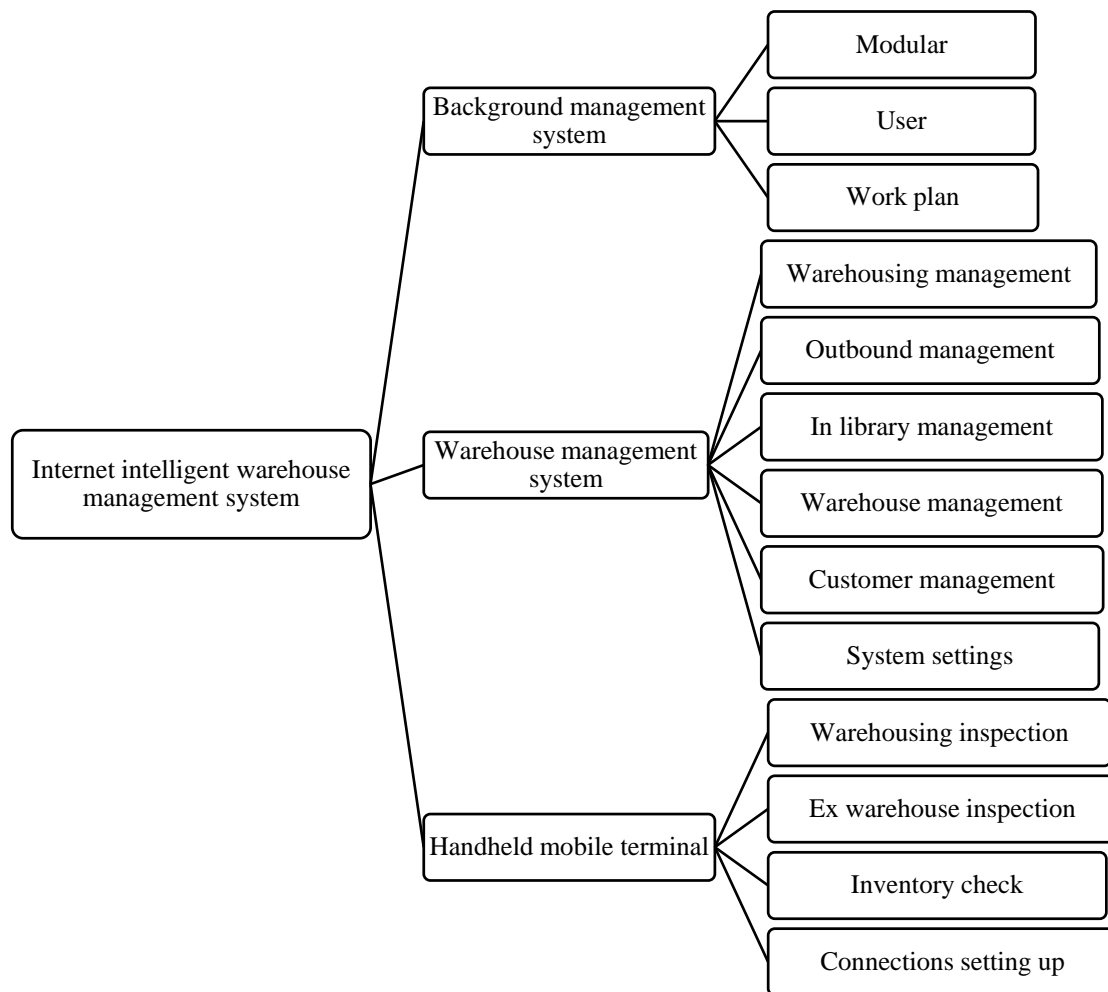 Internet intelligent warehouse
management system
Background management
system
Modular
User
Work plan
Warehouse management
system
Warehousing management
Outbound management
In library management
Warehouse management
Customer management
System settings
Handheld mobile terminal
Warehousing inspection
Ex warehouse inspection
Inventory check
Connections setting up